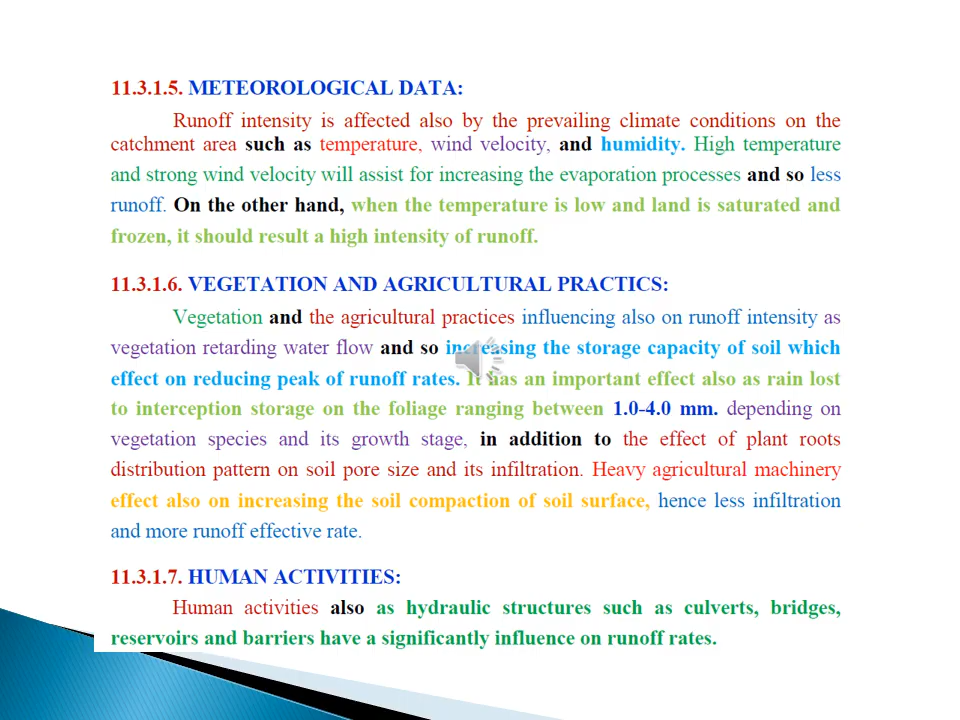 11.3.1.5. METEOROLOGICAL DATA:
Runoff intensity is affected also by the prevailing climate conditions on the
catchment area such as temperature, wind velocity, and humidity. High temperature
and strong wind velocity will assist for increasing the evaporation processes and so less
runoff. On the other hand, when the temperature is low and land is saturated and
frozen, it should result a high intensity of runoff.
11.3.1.6. VEGETATION AND AGRICULTURAL PRACTICS:
Vegetation and the agricultural practices influencing also on runoff intensity as
vegetation retarding water flow and so increasing the storage capacity of soil which
effect on reducing peak of runoff rates. It has an important effect also as rain lost
to interception storage on the foliage ranging between 1.0-4.0 mm. depending on
vegetation species and its growth stage, in addition to the effect of plant roots
distribution pattern on soil pore size and its infiltration. Heavy agricultural machinery
effect also on increasing the soil compaction of soil surface, hence less infiltration
and more runoff effective rate.
11.3.1.7. HUMAN ACTIVITIES:
Human activities also as hydraulic structures such as culverts, bridges,
reservoirs and barriers have a significantly influence on runoff rates.